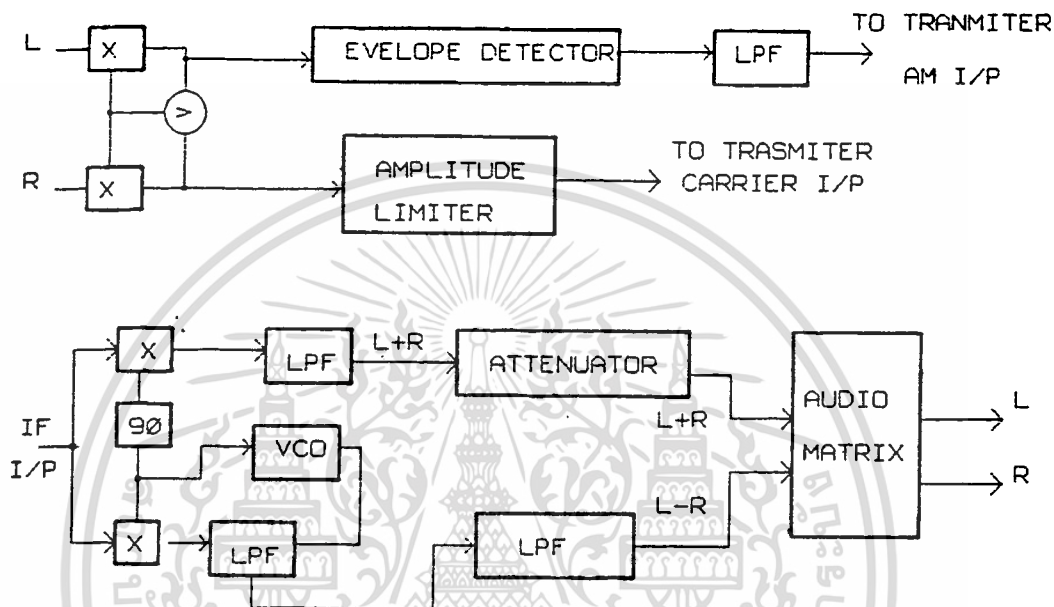 L
X
EVELOPE DETECTOR
LPF
TO TRANMITER
AM I/P
>
R
X
AMPLITUDE
LIMITER
TO TRASMITER
CARRIER I/P
X
LPF
L+R
ATTENUATOR
L+R
AUDIO
MATRIX
L
R
90
IF
I/P
VCO
X
LPF
LPF
L-R